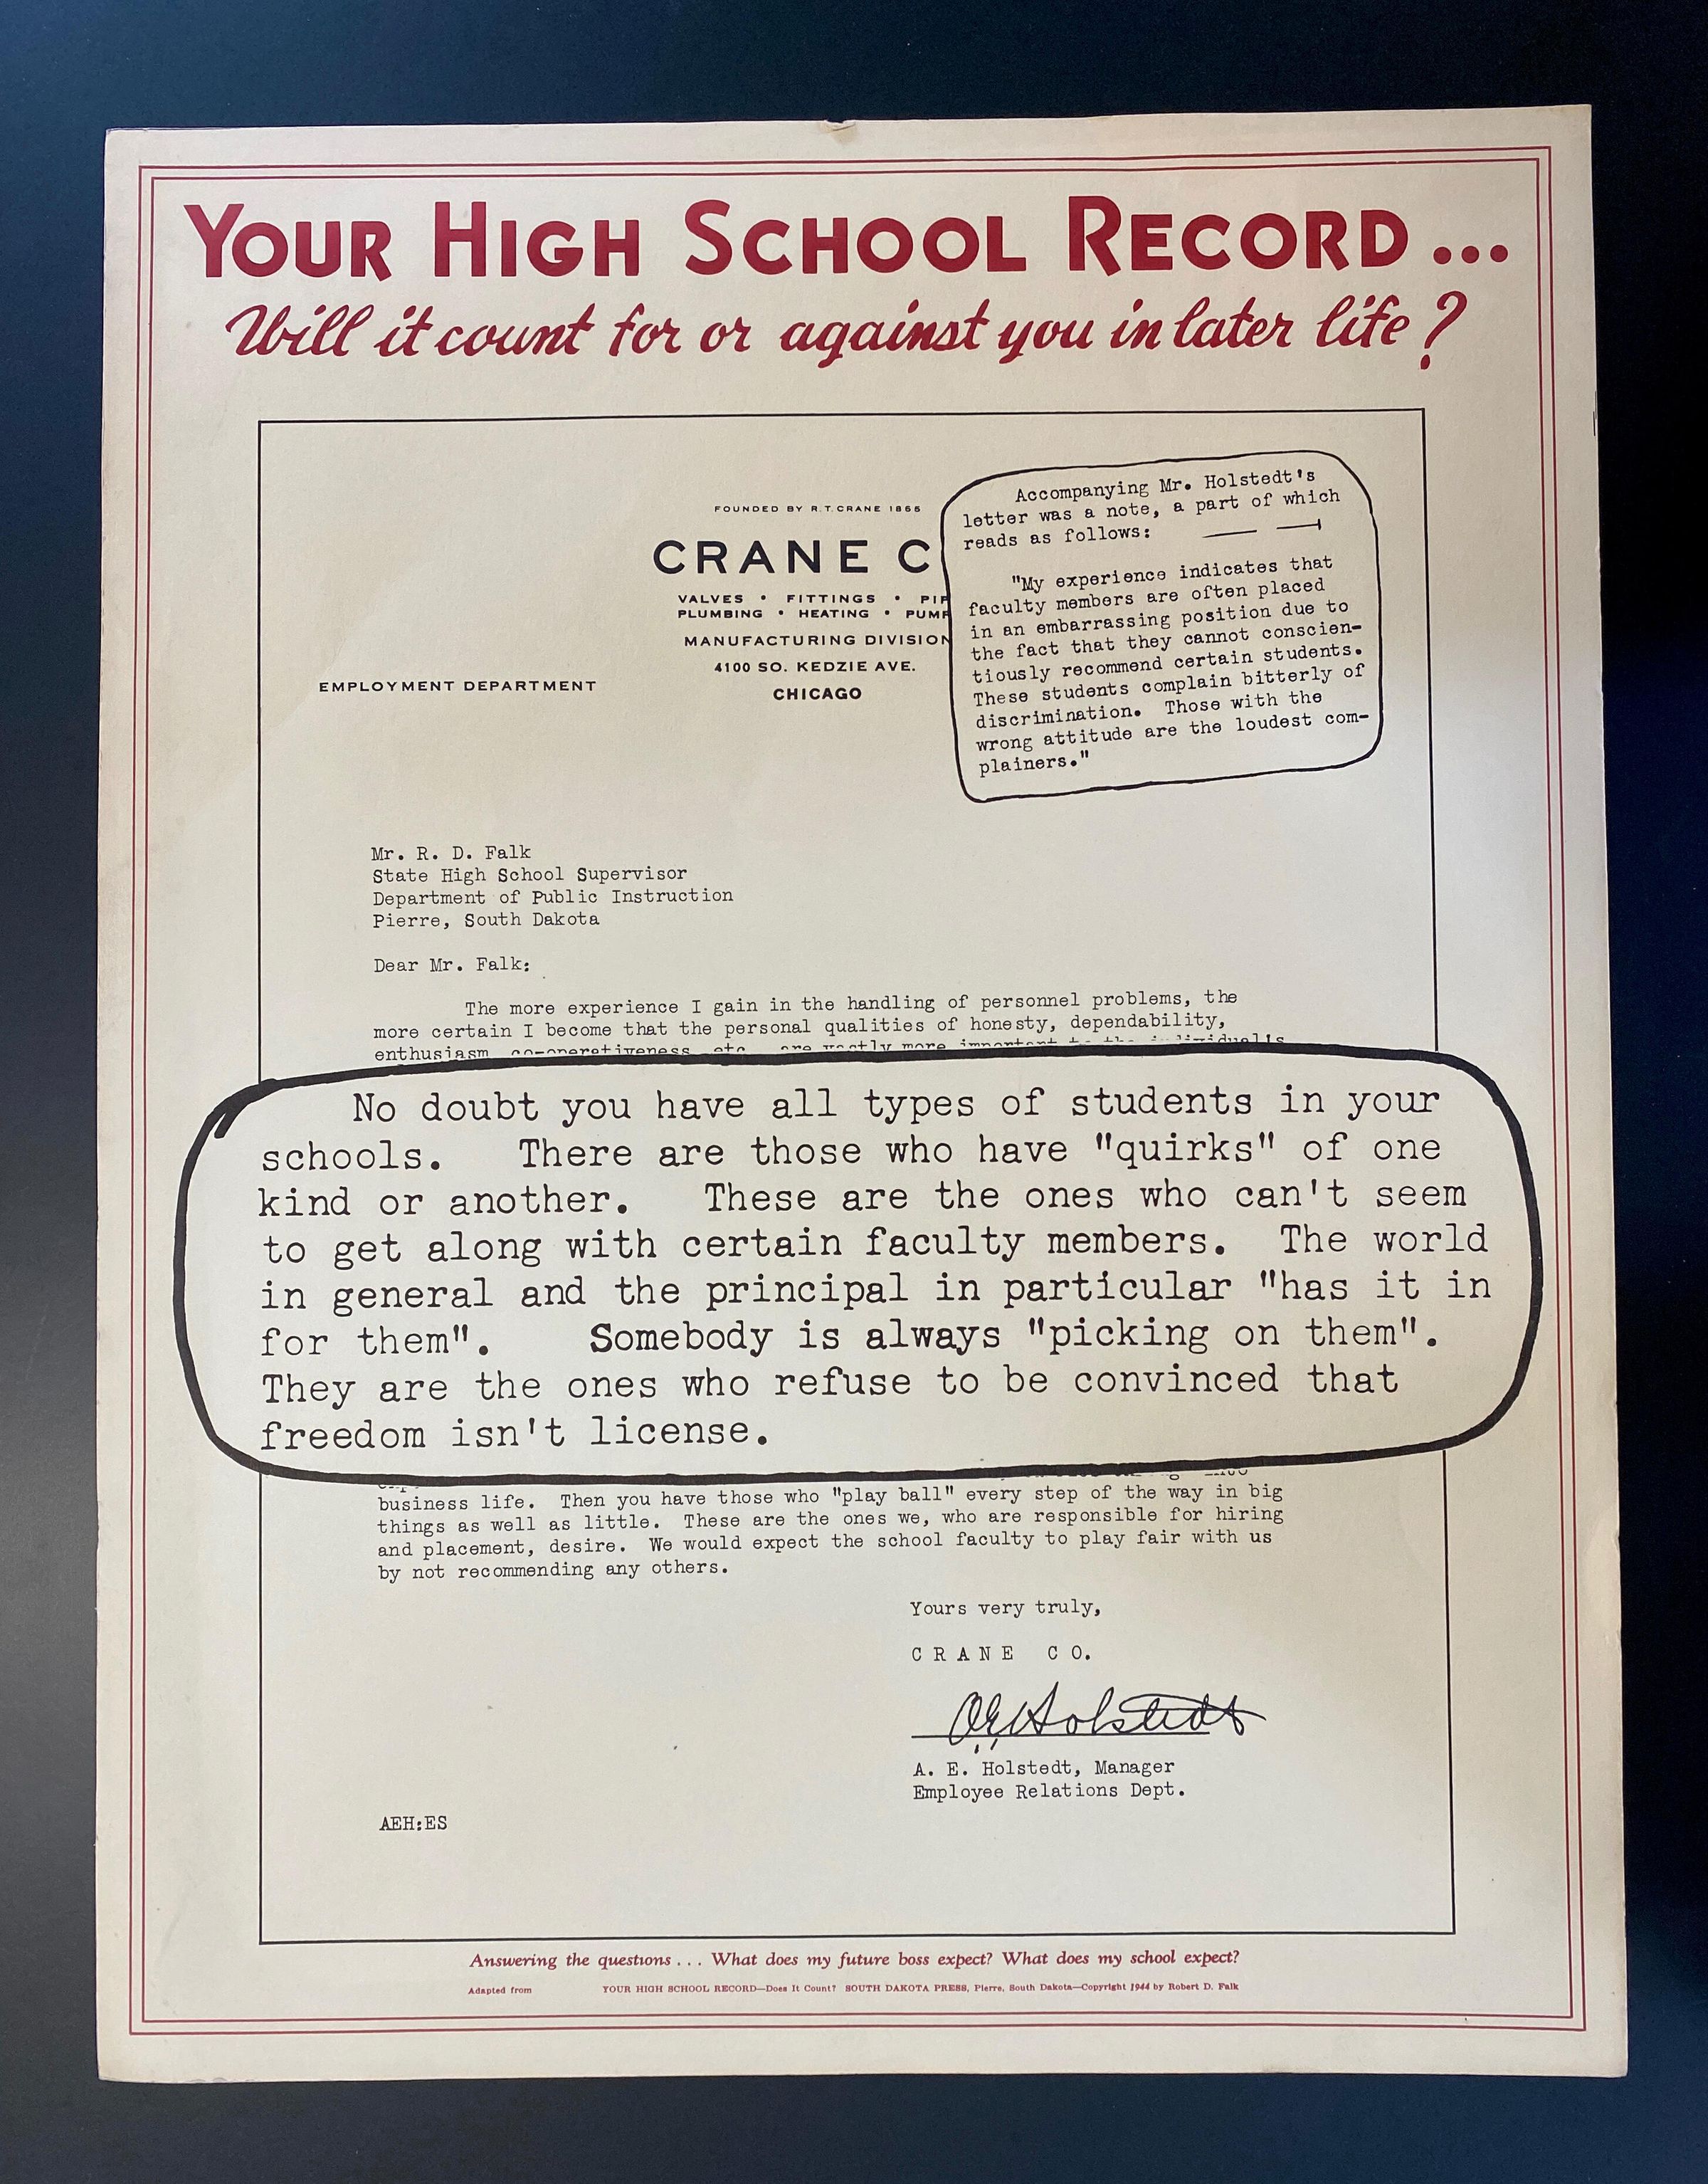 YOUR HIGH SCHOOL RECORD...
Will it count for or against you in later life?
FOUNDED BY R. T. CRANE 1855
CRANE C
VALVES • FITTINGS • PIP
PLUMBING • HEATING • PUMP
MANUFACTURING DIVISION
4100 SO. KEDZIE AVE.
CHICAGO
EMPLOYMENT DEPARTMENT
Accompanying Mr. Holstedt's
letter was a note, a part of which
reads as follows:
"My experience indicates that
faculty members are often placed
in an embarrassing position due to
the fact that they cannot conscien-
tiously recommend certain students.
These students complain bitterly of
discrimination. Those with the
wrong attitude are the loudest com-
plainers."
Mr. R. D. Falk
State High School Supervisor
Department of Public Instruction
Pierre, South Dakota
Dear Mr. Falk:
The more experience I gain in the handling of personnel problems, the
more certain I become that the personal qualities of honesty, dependability,
enthusiasm, co-operativeness, etc. are vastly more important to the individual's
No doubt you have all types of students in your
schools. There are those who have "quirks" of one
kind or another. These are the ones who can't seem
to get along with certain faculty members. The world
in general and the principal in particular "has it in
for them". Somebody is always "picking on them".
They are the ones who refuse to be convinced that
freedom isn't license.
business life. Then you have those who "play ball" every step of the way in big
things as well as little. These are the ones we, who are responsible for hiring
and placement, desire. We would expect the school faculty to play fair with us
by not recommending any others.
Yours very truly,
CRANE CO.
A E Holstedt
A. E. Holstedt, Manager
Employee Relations Dept.
AEH:ES
Answering the questions... What does my future boss expect? What does my school expect?
Adapted from YOUR HIGH SCHOOL RECORD—Does It Count? SOUTH DAKOTA PRESS, Pierre, South Dakota—Copyright 1944 by Robert D. Falk